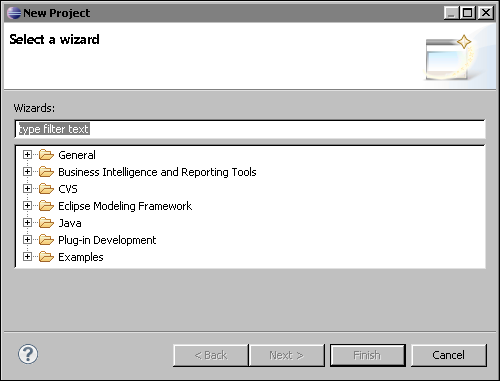 New Project
Select a wizard
Wizards:
type filter text
General
Business Intelligence and Reporting Tools
CVS
Eclipse Modeling Framework
Java
Plug-in Development
Examples
? < Back Next > Finish Cancel